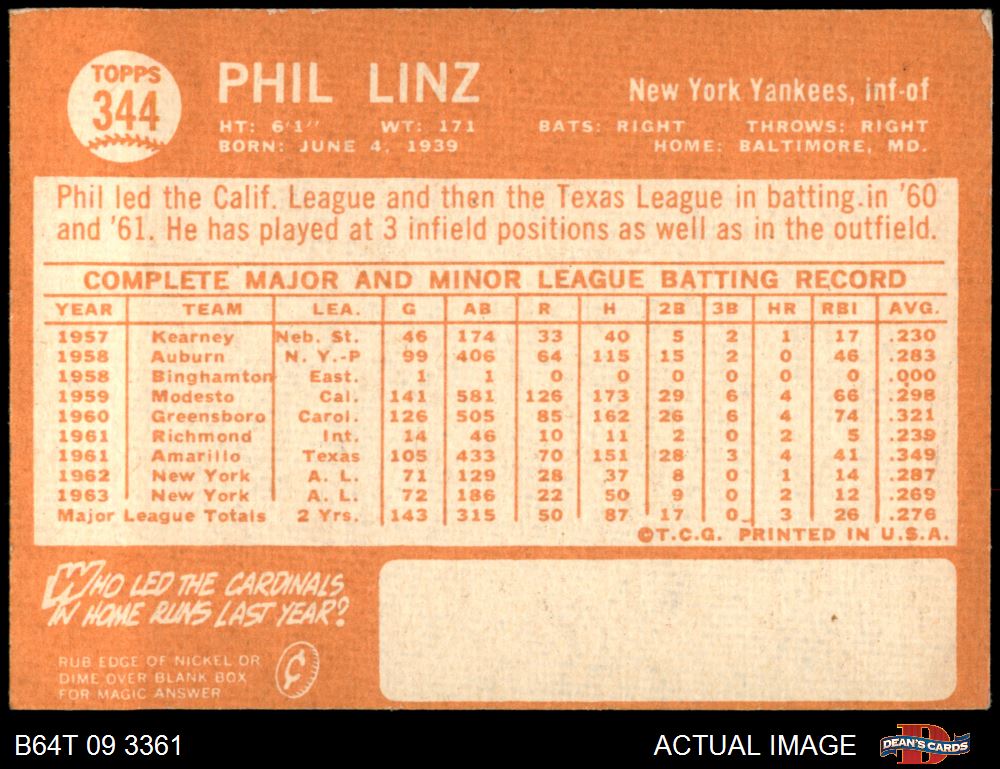 TOPPS
344
PHIL LINZ
New York Yankees, inf-of
HT: 6'1" WT: 171 BATS: RIGHT THROWS: RIGHT
BORN: JUNE 4, 1939 HOME: BALTIMORE, MD.
Phil led the Calif. League and then the Texas League in batting in '60
and '61. He has played at 3 infield positions as well as in the outfield.
COMPLETE MAJOR AND MINOR LEAGUE BATTING RECORD
YEAR TEAM LEA. G AB R H 2B 3B HR RBI AVG.
1957 Kearney Neb. St. 46 174 33 40 5 2 1 17 .230
1958 Auburn N. Y.-P 99 406 64 115 15 2 0 46 .283
1958 Binghamton East. 1 1 0 0 0 0 0 0 .000
1959 Modesto Cal. 141 581 126 173 29 6 4 66 .298
1960 Greensboro Carol. 126 505 85 162 26 6 4 74 .321
1961 Richmond Int. 14 46 10 11 2 0 2 5 .239
1961 Amarillo Texas 105 433 70 151 28 3 4 41 .349
1962 New York A. L. 71 129 28 37 8 0 1 14 .287
1963 New York A. L. 72 186 22 50 9 0 2 12 .269
Major League Totals 2 Yrs. 143 315 50 87 17 0 3 26 .276
©T.C.G. PRINTED IN U.S.A.
WHO LED THE CARDINALS
IN HOME RUNS LAST YEAR?
RUB EDGE OF NICKEL OR
DIME OVER BLANK BOX
FOR MAGIC ANSWER
¢
B64T 09 3361
ACTUAL IMAGE
D
DEAN'S CARDS